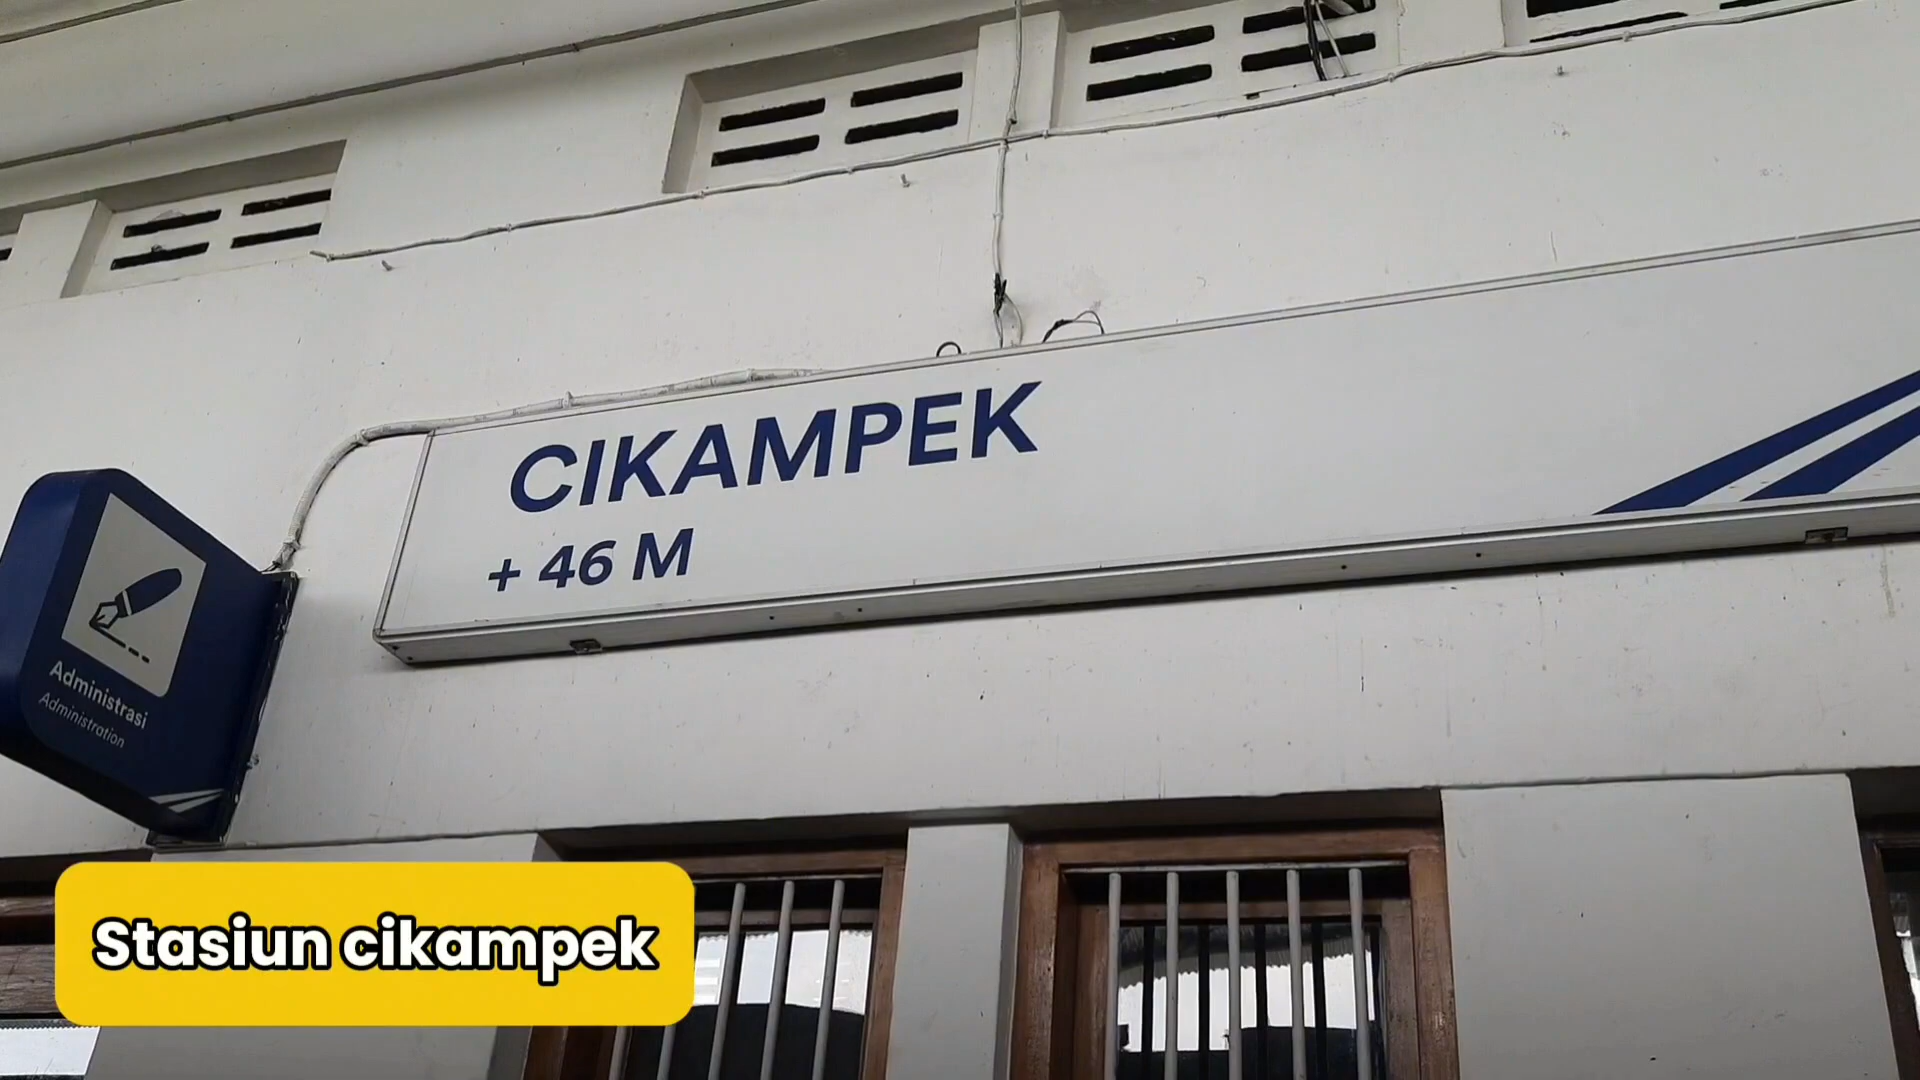 CIKAMPEK
+ 46 M
Administrasi
Administration
Stasiun cikampek